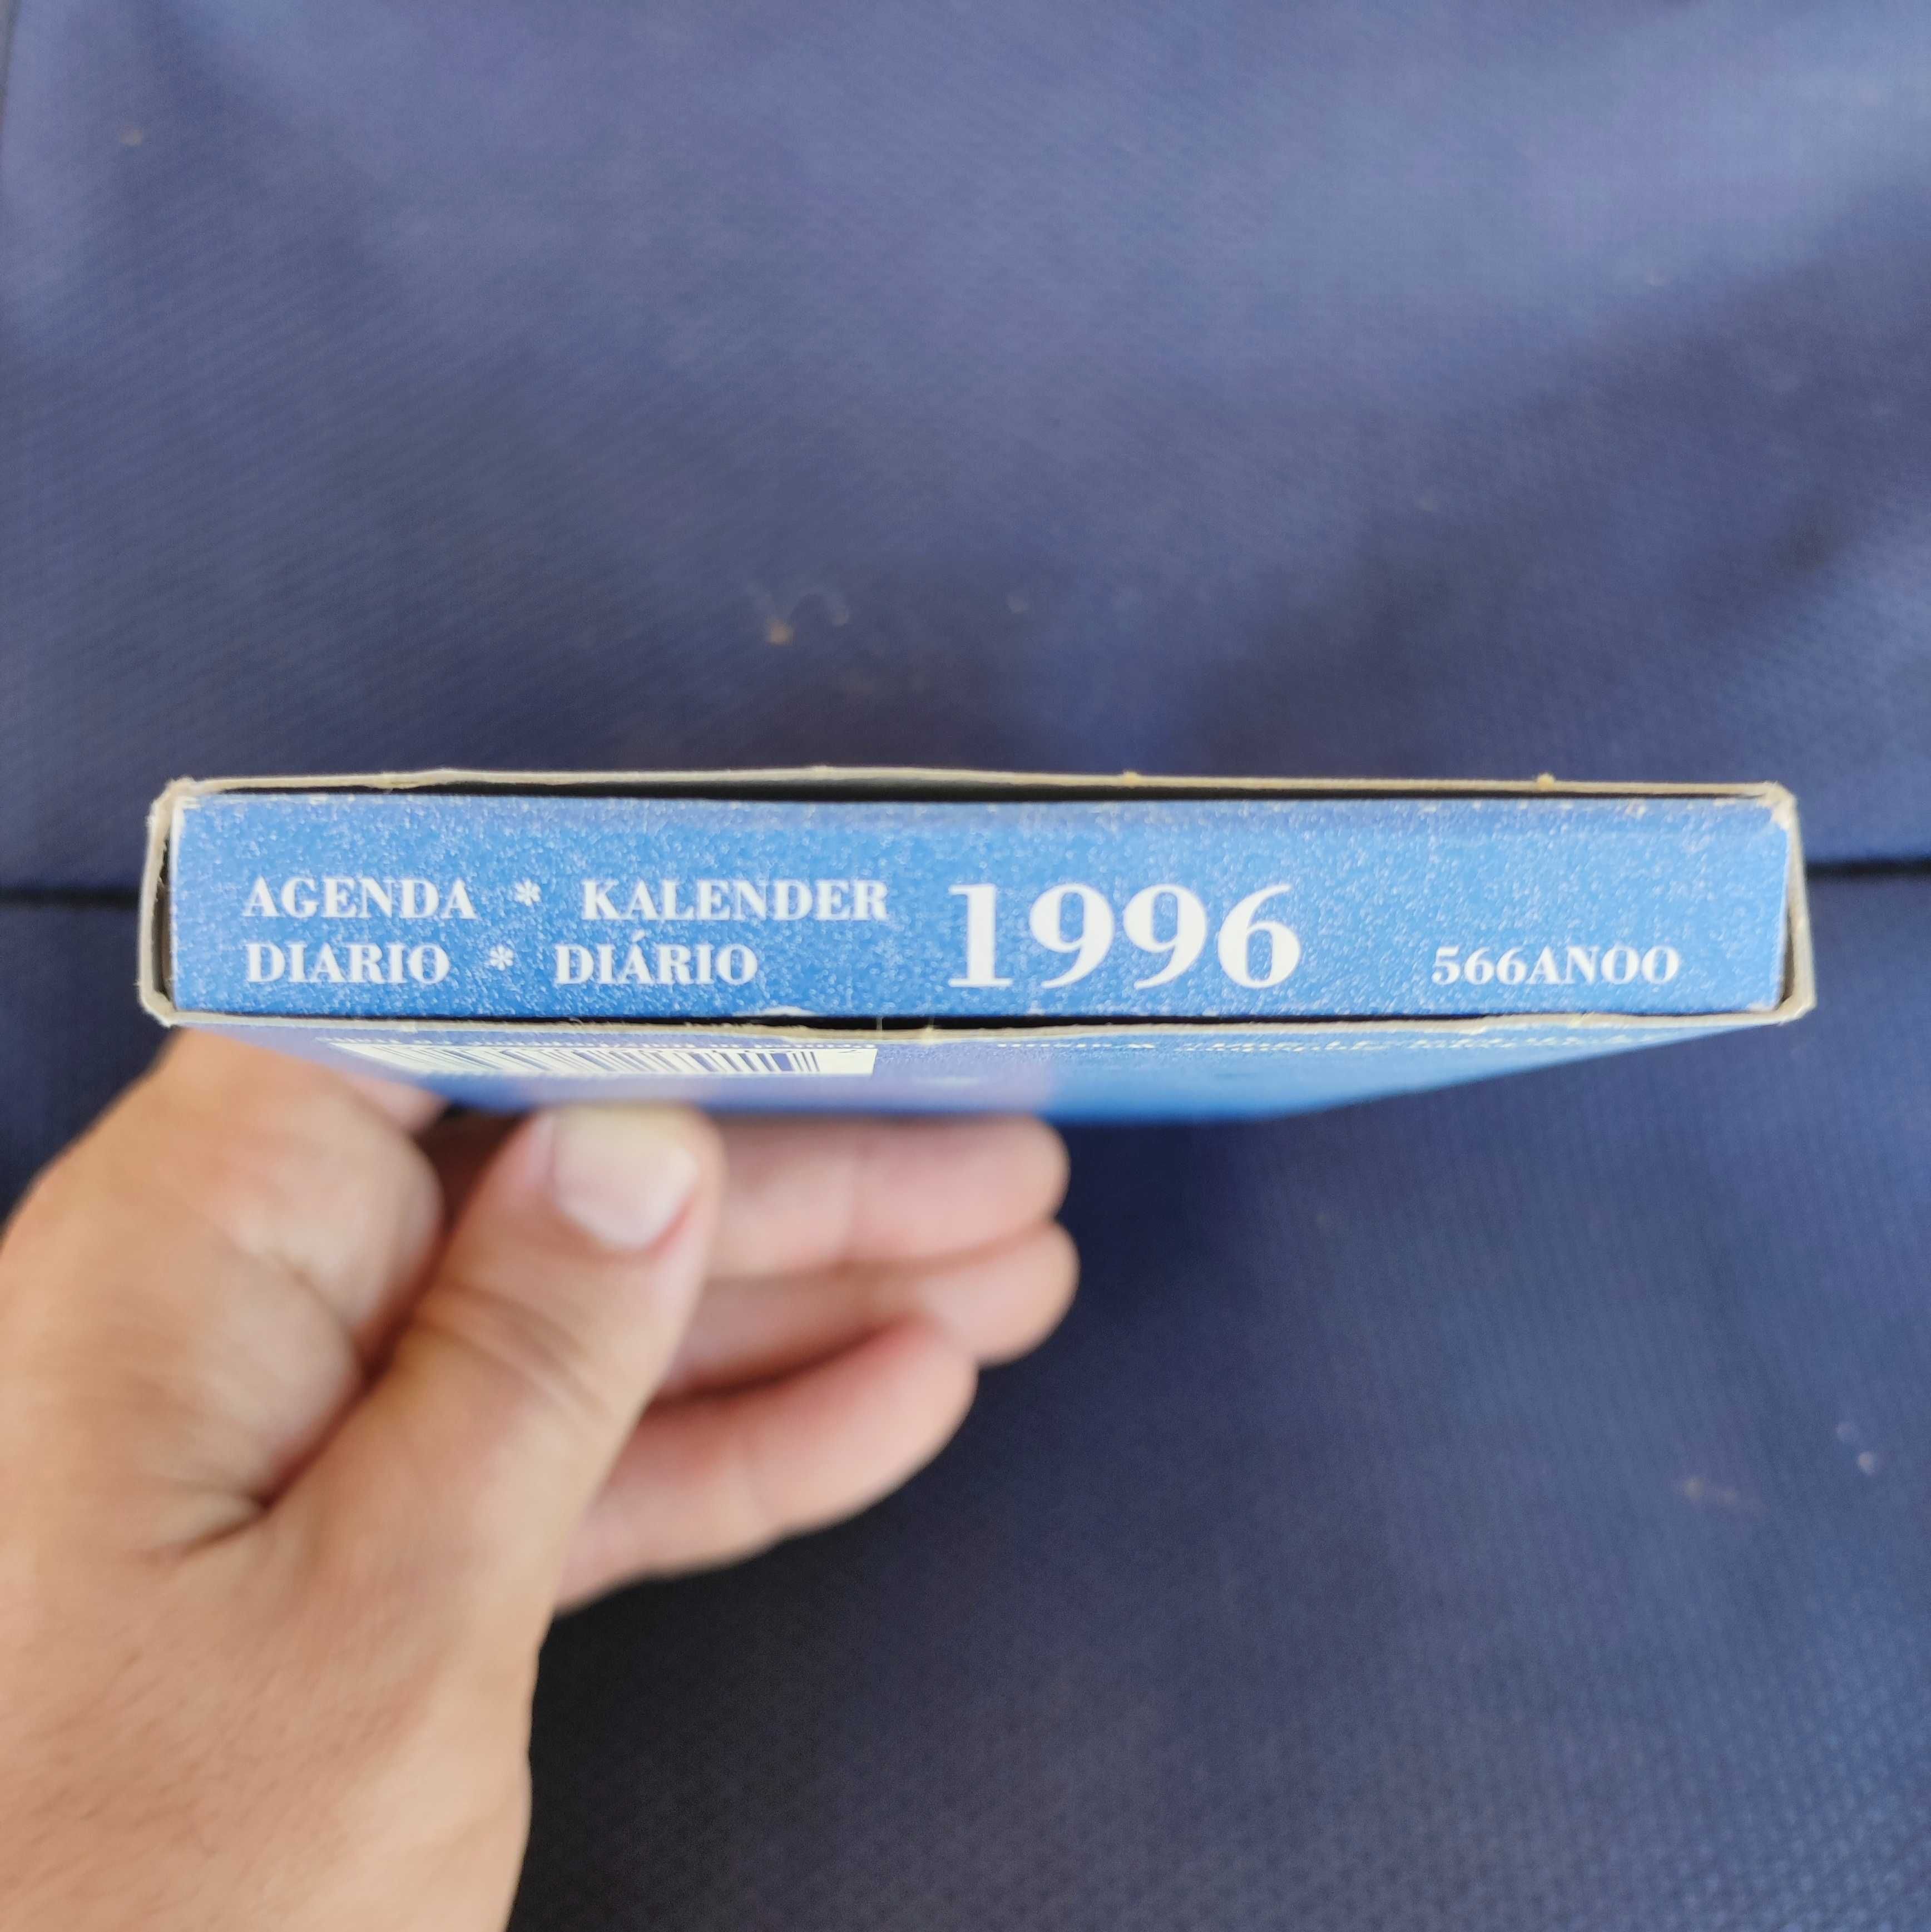 AGENDA * KALENDER 1996
DIARIO * DIÁRIO 566ANOO